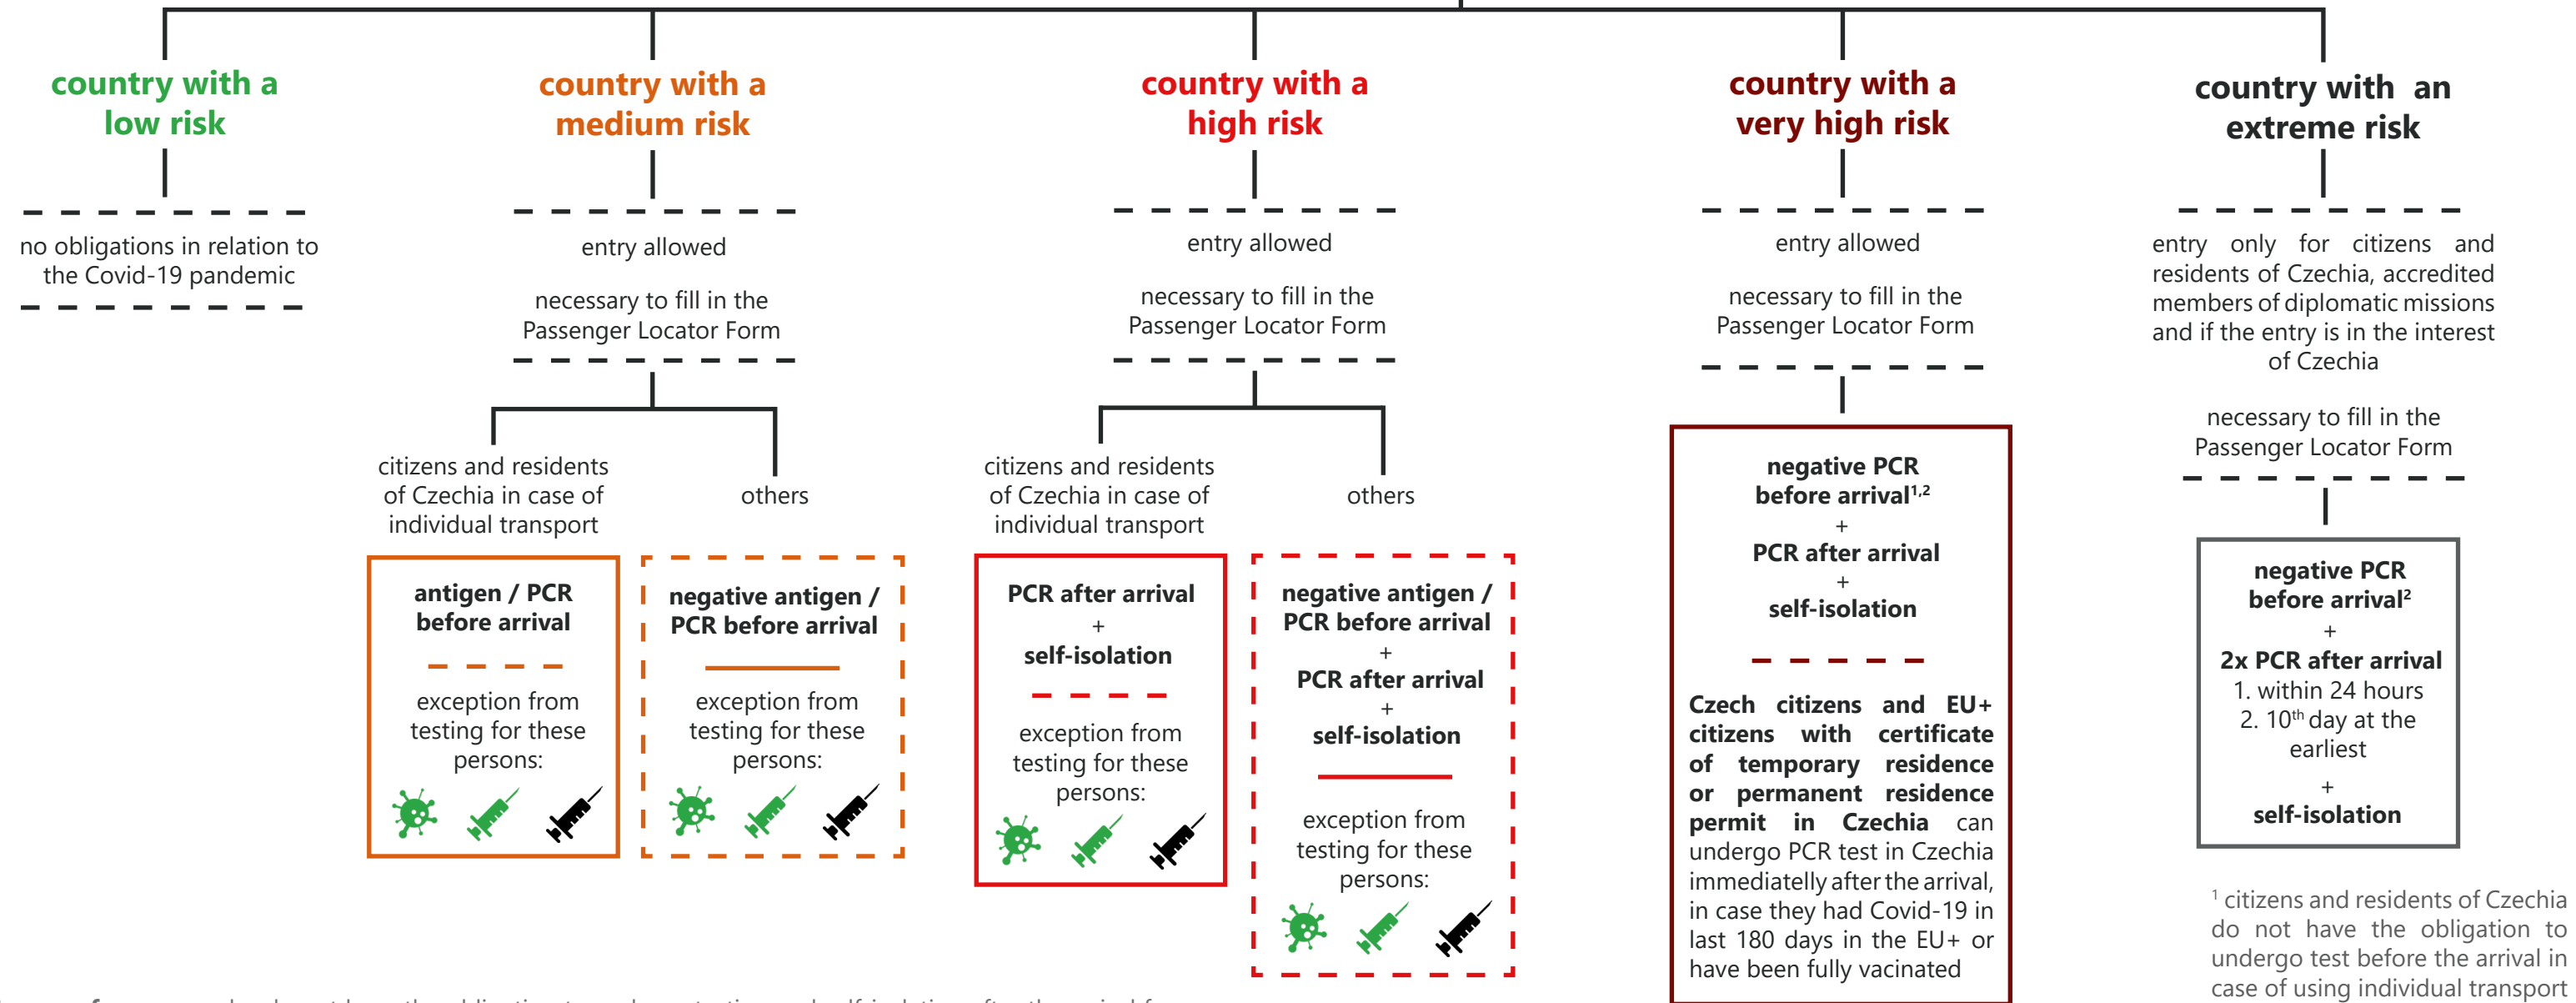 country with a
low risk
no obligations in relation to
the Covid-19 pandemic
country with a
medium risk
entry allowed
necessary to fill in the
Passenger Locator Form
citizens and residents
of Czechia in case of
individual transport
antigen / PCR
before arrival
exception from
testing for these
persons:
others
negative antigen /
PCR before arrival
exception from
testing for these
persons:
country with a
high risk
entry allowed
necessary to fill in the
Passenger Locator Form
citizens and residents
of Czechia in case of
individual transport
PCR after arrival
+
self-isolation
exception from
testing for these
persons:
others
negative antigen /
PCR before arrival
+
PCR after arrival
+
self-isolation
exception from
testing for these
persons:
country with a
very high risk
entry allowed
necessary to fill in the
Passenger Locator Form
negative PCR
before arrival¹,²
+
PCR after arrival
+
self-isolation
Czech citizens and EU+
citizens with certificate
of temporary residence
or permanent residence
permit in Czechia can
undergo PCR test in Czechia
immediatelly after the arrival,
in case they had Covid-19 in
last 180 days in the EU+ or
have been fully vacinated
country with an
extreme risk
entry only for citizens and
residents of Czechia, accredited
members of diplomatic missions
and if the entry is in the interest
of Czechia
necessary to fill in the
Passenger Locator Form
negative PCR
before arrival²
+
2x PCR after arrival
1. within 24 hours
2. 10th day at the
earliest
+
self-isolation
¹ citizens and residents of Czechia
do not have the obligation to
undergo test before the arrival in
case of using individual transport